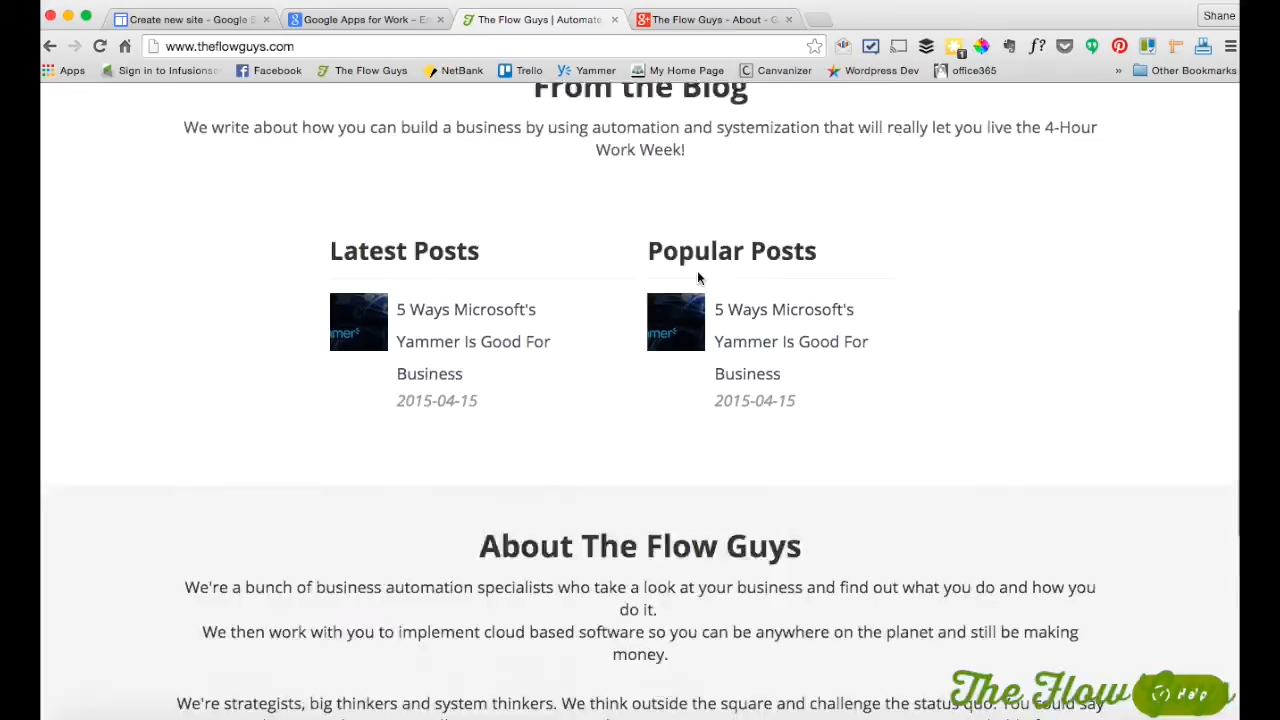 Create new site - Google
Google Apps for Work –
The Flow Guys | Automate
The Flow Guys - About -
Share
www.theflowguys.com
f?
Apps
Sign in to Infusions
Facebook
The Flow Guys
NetBank
Trello
Yammer
My Home Page
Canvanizer
Wordpress Dev
office365
»
Other Bookmarks
From the Blog
We write about how you can build a business by using automation and systemization that will really let you live the 4-Hour
Work Week!
Latest Posts
Popular Posts
5 Ways Microsoft's
Yammer Is Good For
Business
2015-04-15
5 Ways Microsoft's
Yammer Is Good For
Business
2015-04-15
About The Flow Guys
We're a bunch of business automation specialists who take a look at your business and find out what you do and how you
do it.
We then work with you to implement cloud based software so you can be anywhere on the planet and still be making
money.
We're strategists, big thinkers and system thinkers. We think outside the square and challenge the status quo. You could say
The Flow Guys
Help